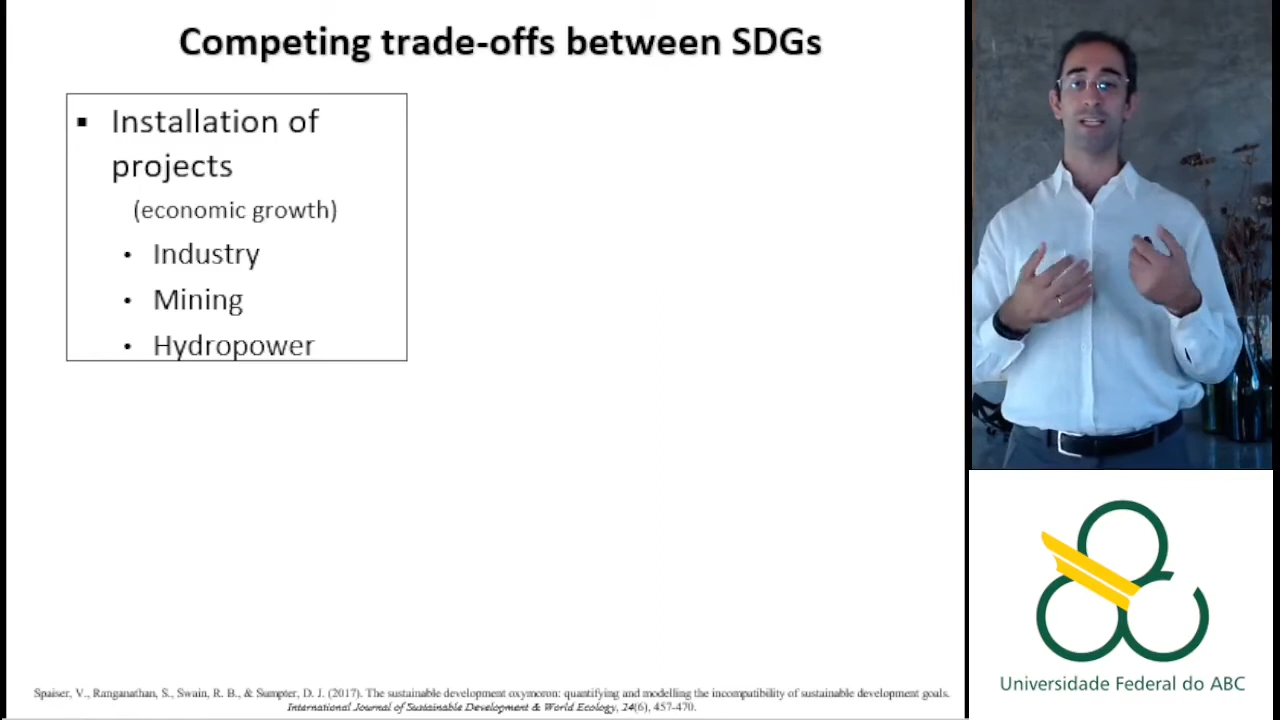 Competing trade-offs between SDGs
▪ Installation of
projects
(economic growth)
• Industry
• Mining
• Hydropower
Spaiser, V., Ranganathan, S., Swain, R. B., & Sumpter, D. J. (2017). The sustainable development oxymoron: quantifying and modelling the incompatibility of sustainable development goals.
International Journal of Sustainable Development & World Ecology, 24(6), 457-470.
Universidade Federal do ABC